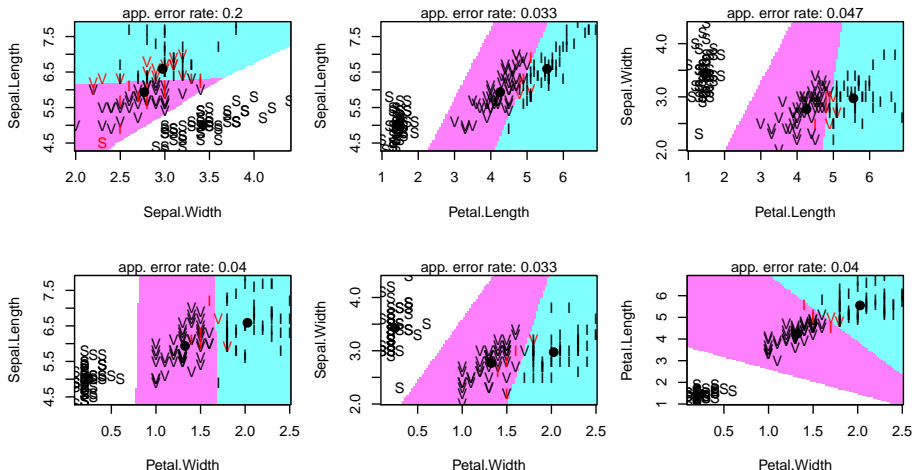 app. error rate: 0.2
Sepal.Length
4.5 5.5 6.5 7.5
2.0 2.5 3.0 3.5 4.0
Sepal.Width
app. error rate: 0.033
Sepal.Length
4.5 5.5 6.5 7.5
1 2 3 4 5 6
Petal.Length
app. error rate: 0.047
Sepal.Width
2.0 3.0 4.0
1 2 3 4 5 6
Petal.Length
app. error rate: 0.04
Sepal.Length
4.5 5.5 6.5 7.5
0.5 1.0 1.5 2.0 2.5
Petal.Width
app. error rate: 0.033
Sepal.Width
2.0 3.0 4.0
0.5 1.0 1.5 2.0 2.5
Petal.Width
app. error rate: 0.04
Petal.Length
1 2 3 4 5 6
0.5 1.0 1.5 2.0 2.5
Petal.Width